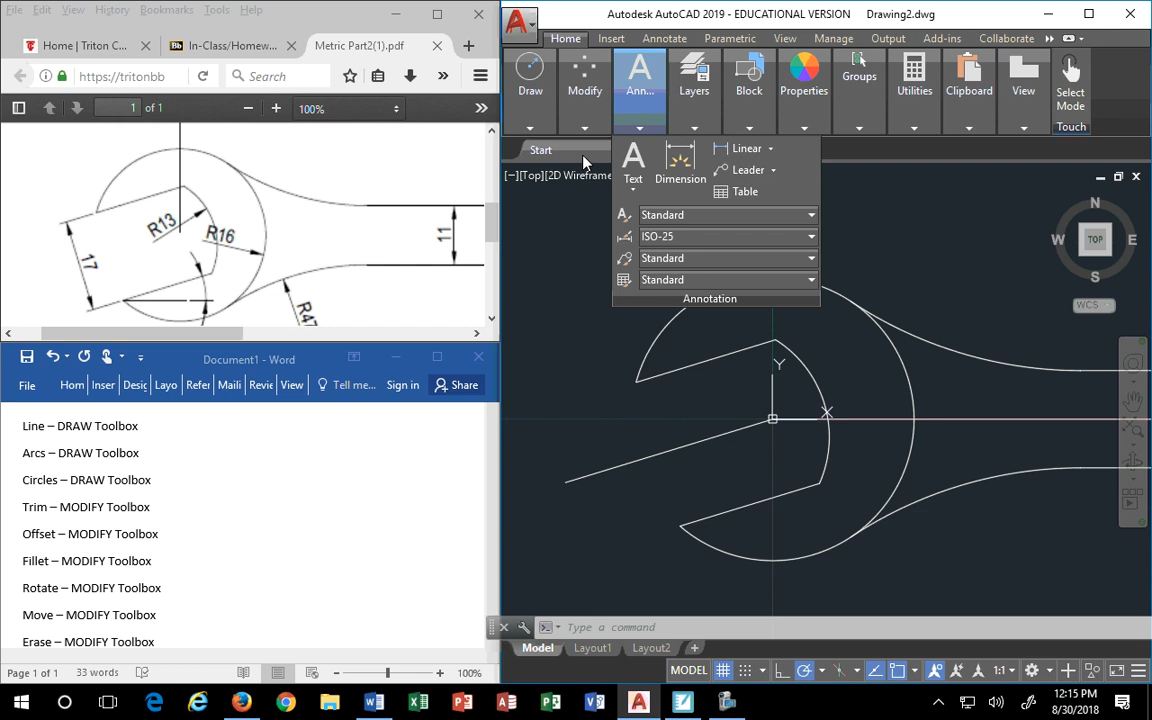 File Edit View History Bookmarks Tools Help
Home | Triton C...
In-Class/Homew...
Metric Part2(1).pdf
https://tritonbb
Search
1 of 1
100%
R13
R16
17
11
R47
Document1 - Word
File Hom Inser Desig Layo Refer Maili Revie View Tell me... Sign in Share
Line – DRAW Toolbox
Arcs – DRAW Toolbox
Circles – DRAW Toolbox
Trim – MODIFY Toolbox
Offset – MODIFY Toolbox
Fillet – MODIFY Toolbox
Rotate – MODIFY Toolbox
Move – MODIFY Toolbox
Erase – MODIFY Toolbox
Page 1 of 1 33 words 100%
Autodesk AutoCAD 2019 - EDUCATIONAL VERSION Drawing2.dwg
Home Insert Annotate Parametric View Manage Output Add-ins Collaborate
Draw Modify Ann... Layers Block Properties Groups Utilities Clipboard View Select Mode
Touch
Start
[−][Top][2D Wireframe
Text
Dimension
Linear
Leader
Table
Standard
ISO-25
Standard
Standard
Annotation
N
W TOP E
S
WCS
Y
X
Type a command
Model Layout1 Layout2
MODEL 1:1
12:15 PM
8/30/2018